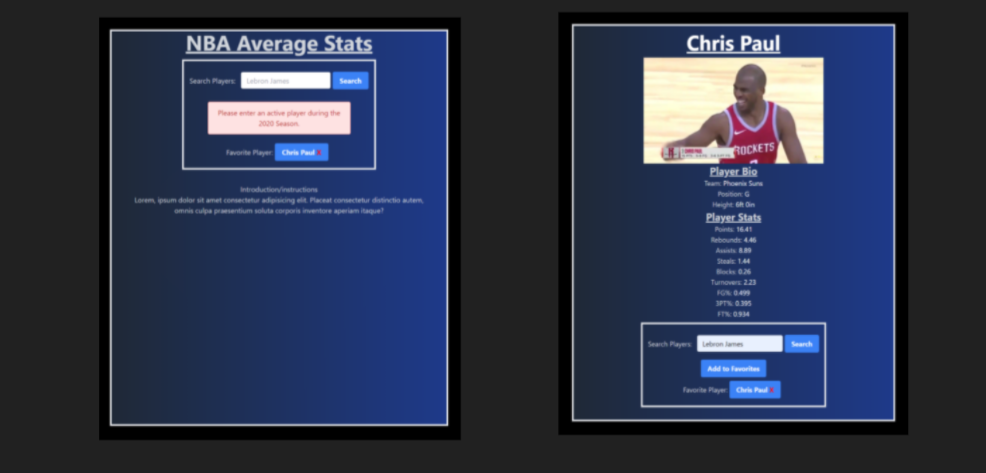 NBA Average Stats
Search Players: Lebron James Search
Please enter an active player during the
2020 Season.
Favorite Player: Chris Paul
Introduction/instructions
Lorem, ipsum dolor sit amet consectetur adipisicing elit. Placeat consectetur distinctio autem,
omnis culpa praesentium soluta corporis inventore aperiam itaque?
Chris Paul
ROCKETS
Player Bio
Team: Phoenix Suns
Position: G
Height: 6ft 0in
Player Stats
Points: 16.41
Rebounds: 4.46
Assists: 8.89
Steals: 1.44
Blocks: 0.26
Turnovers: 2.23
FG%: 0.499
3PT%: 0.395
FT%: 0.934
Search Players: Lebron James Search
Add to Favorites
Favorite Player: Chris Paul